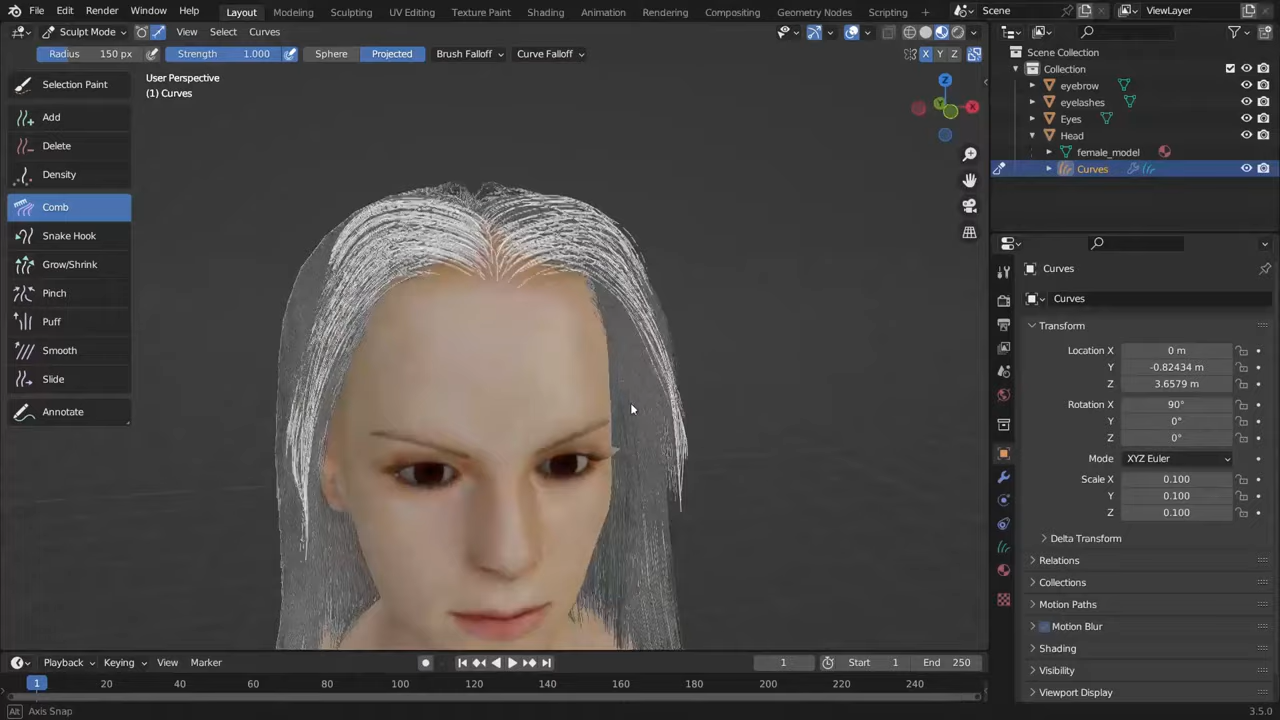 File Edit Render Window Help Layout Modeling Sculpting UV Editing Texture Paint Shading Animation Rendering Compositing Geometry Nodes Scripting + Scene ViewLayer
Sculpt Mode View Select Curves X Y Z
Radius 150 px Strength 1.000 Sphere Projected Brush Falloff Curve Falloff
User Perspective
(1) Curves
Selection Paint
Add
Delete
Density
Comb
Snake Hook
Grow/Shrink
Pinch
Puff
Smooth
Slide
Annotate
Z
X
Y
Scene Collection
Collection
eyebrow
eyelashes
Eyes
Head
female_model
Curves
Curves
Curves
Transform
Location X 0 m
Y -0.82434 m
Z 3.6579 m
Rotation X 90°
Y 0°
Z 0°
Mode XYZ Euler
Scale X 0.100
Y 0.100
Z 0.100
Delta Transform
Relations
Collections
Motion Paths
Motion Blur
Shading
Visibility
Viewport Display
Playback Keying View Marker 1 Start 1 End 250
1 20 40 60 80 100 120 140 160 180 200 220 240
Alt Axis Snap 3.5.0